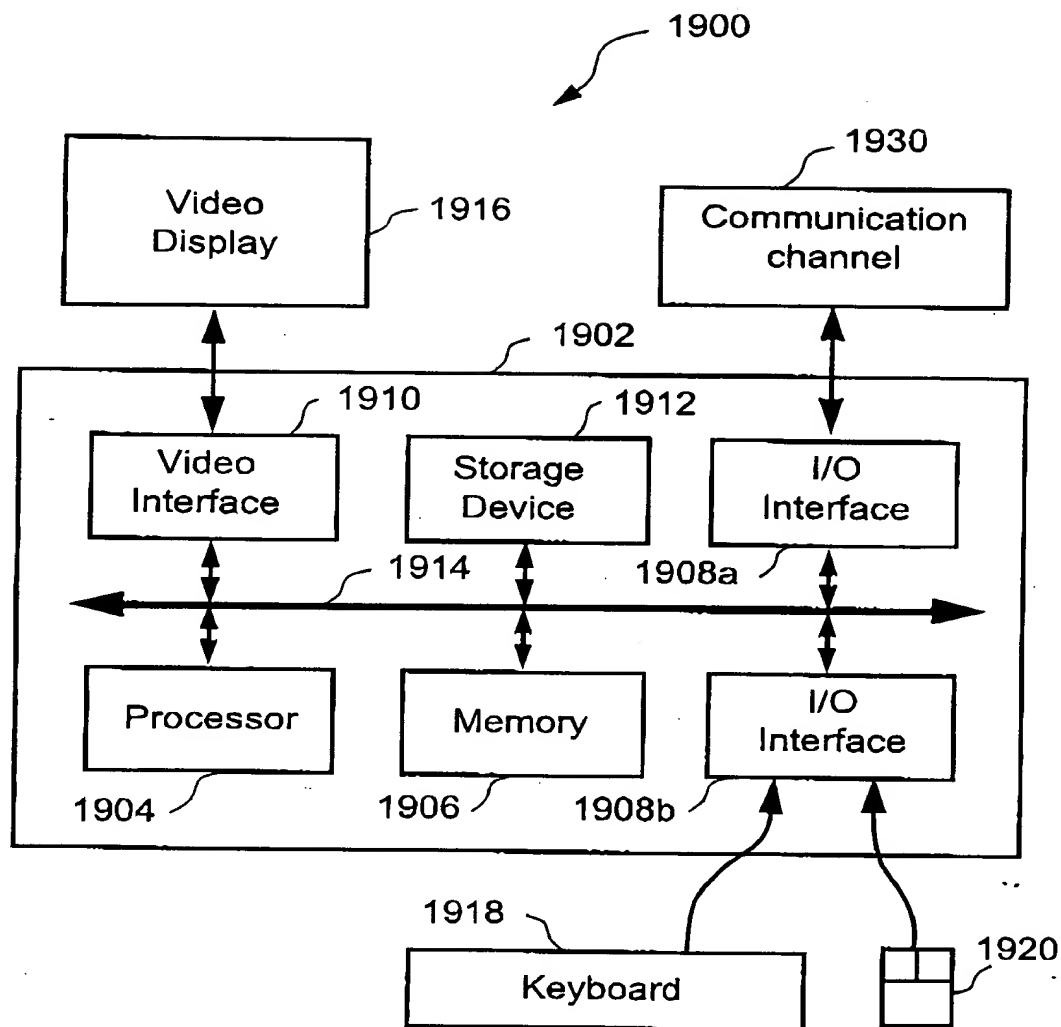 1900
1930
Video
Display
1916
Communication
channel
1902
1910
1912
Video
Interface
Storage
Device
I/O
Interface
1914
1908a
Processor
Memory
I/O
Interface
1904
1906
1908b
1918
Keyboard
1920